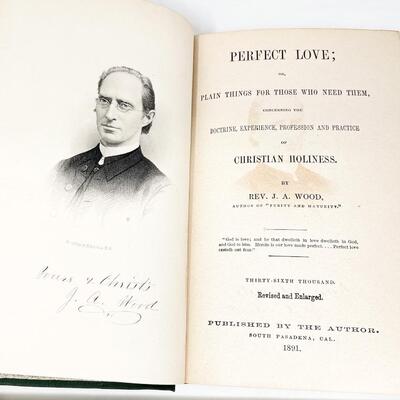 Yours & Christ's
J. A. Wood
PERFECT LOVE;
OR,
PLAIN THINGS FOR THOSE WHO NEED THEM,
CONCERNING THE
DOCTRINE, EXPERIENCE, PROFESSION AND PRACTICE
OF
CHRISTIAN HOLINESS.
BY
REV. J. A. WOOD,
AUTHOR OF "PURITY AND MATURITY."
"God is love; and he that dwelleth in love dwelleth in God,
and God in him. Herein is our love made perfect. . . . Perfect love
casteth out fear."
THIRTY-SIXTH THOUSAND.
Revised and Enlarged.
PUBLISHED BY THE AUTHOR.
SOUTH PASADENA, CAL.
1891.